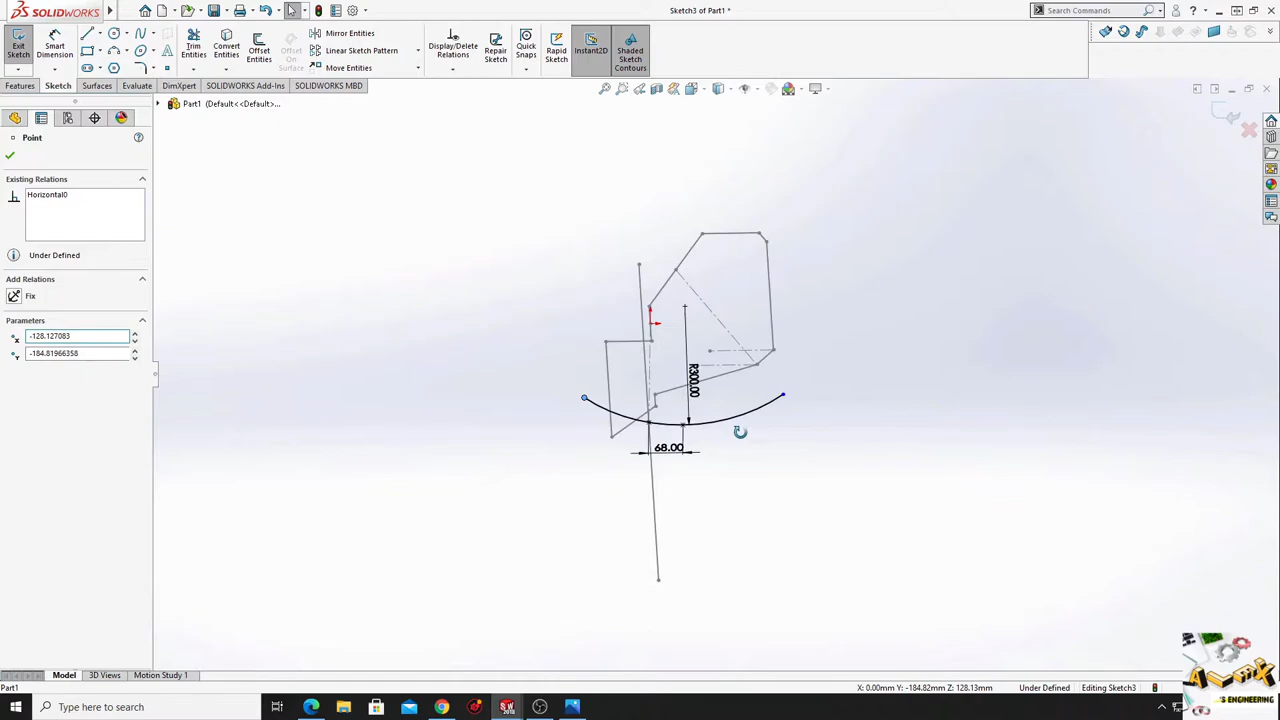 SOLIDWORKS
Sketch3 of Part1 *
Search Commands
Exit Sketch
Smart Dimension
Trim Entities
Convert Entities
Offset Entities
Offset On Surface
Mirror Entities
Linear Sketch Pattern
Move Entities
Display/Delete Relations
Repair Sketch
Quick Snaps
Rapid Sketch
Instant2D
Shaded Sketch Contours
Features
Sketch
Surfaces
Evaluate
DimXpert
SOLIDWORKS Add-Ins
SOLIDWORKS MBD
Part1 (Default<<Default>...
Point
Existing Relations
Horizontal0
Under Defined
Add Relations
Fix
Parameters
-128.127083
-184.81966358
R300.00
68.00
Model
3D Views
Motion Study 1
Part1
X: 0.00mm Y: -184.82mm Z: 128.13mm
Under Defined
Editing Sketch3
Type here to search
'S ENGINEERING